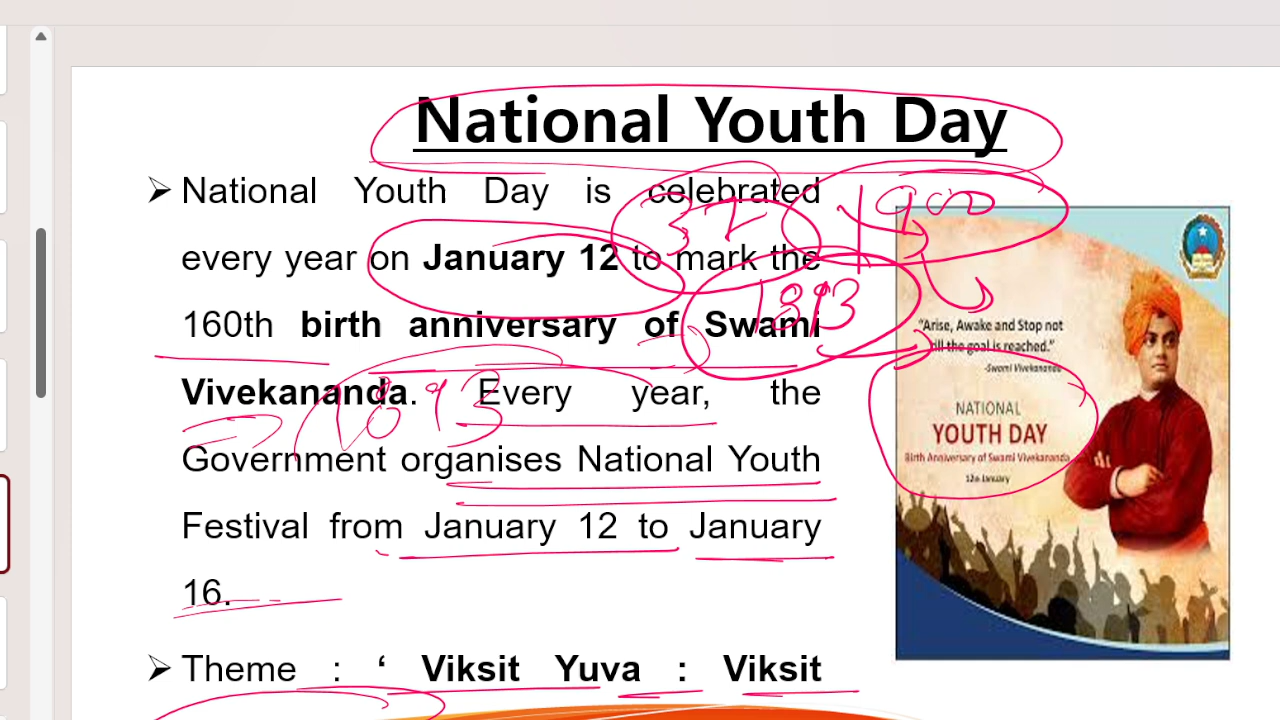 National Youth Day
➢ National Youth Day is celebrated
every year on January 12 to mark the
160th birth anniversary of Swami
Vivekananda. Every year, the
Government organises National Youth
Festival from January 12 to January
16.
➢ Theme : ‘ Viksit Yuva : Viksit
1893
1893
1900
“Arise, Awake and Stop not
till the goal is reached.”
-Swami Vivekananda
NATIONAL
YOUTH DAY
Birth Anniversary of Swami Vivekananda
12th January